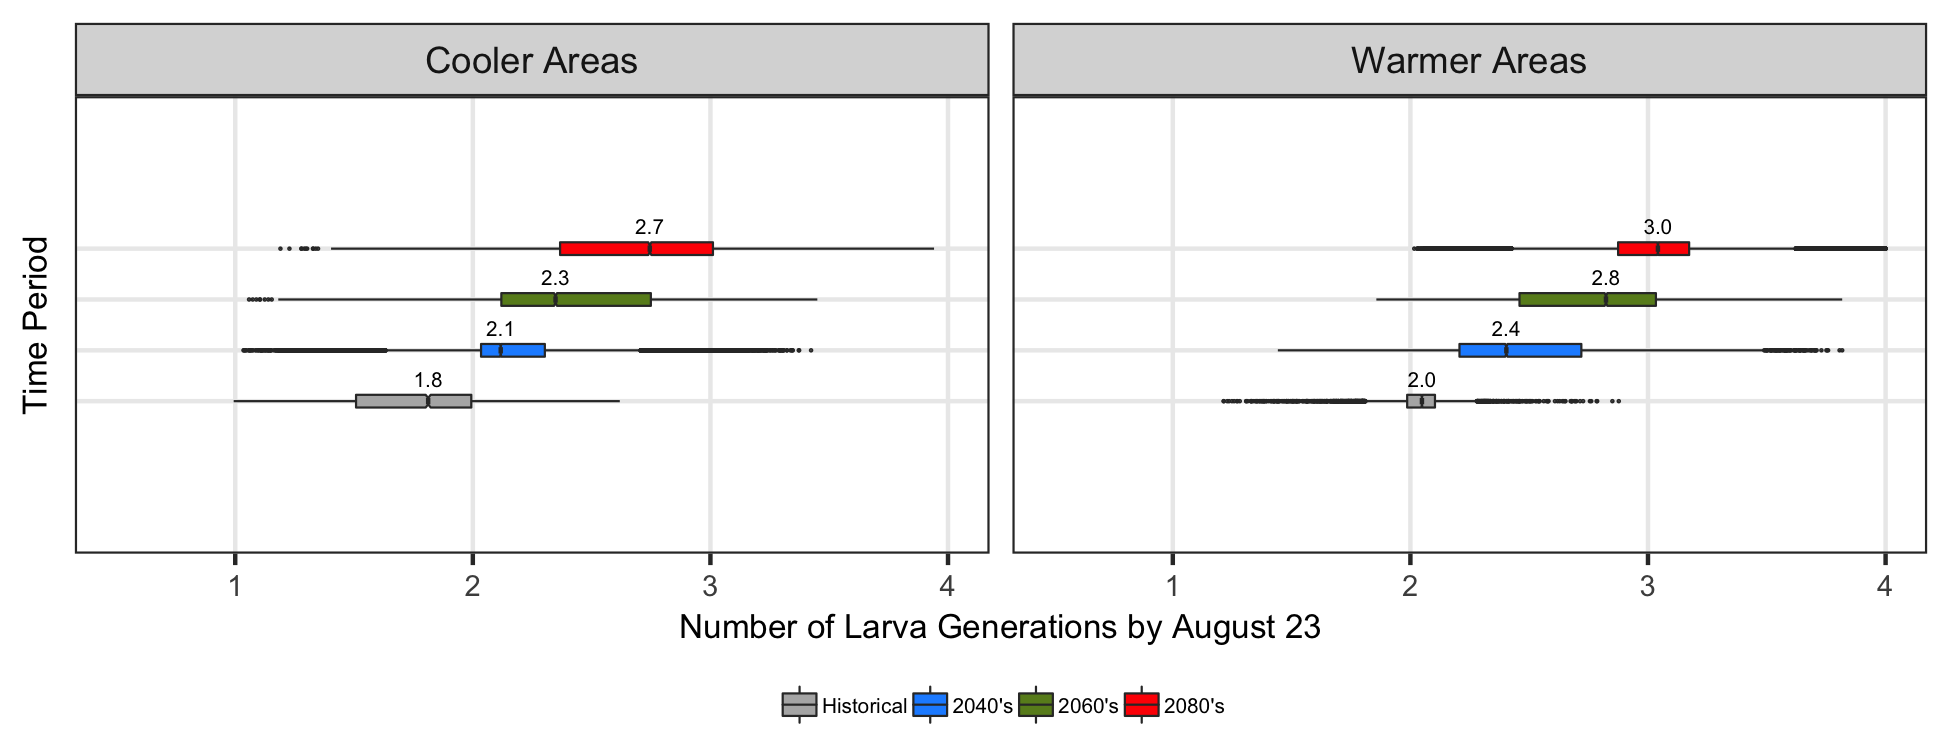 Cooler Areas
Warmer Areas
Time Period
2.7
2.3
2.1
1.8
3.0
2.8
2.4
2.0
1 2 3 4
1 2 3 4
Number of Larva Generations by August 23
Historical 2040's 2060's 2080's